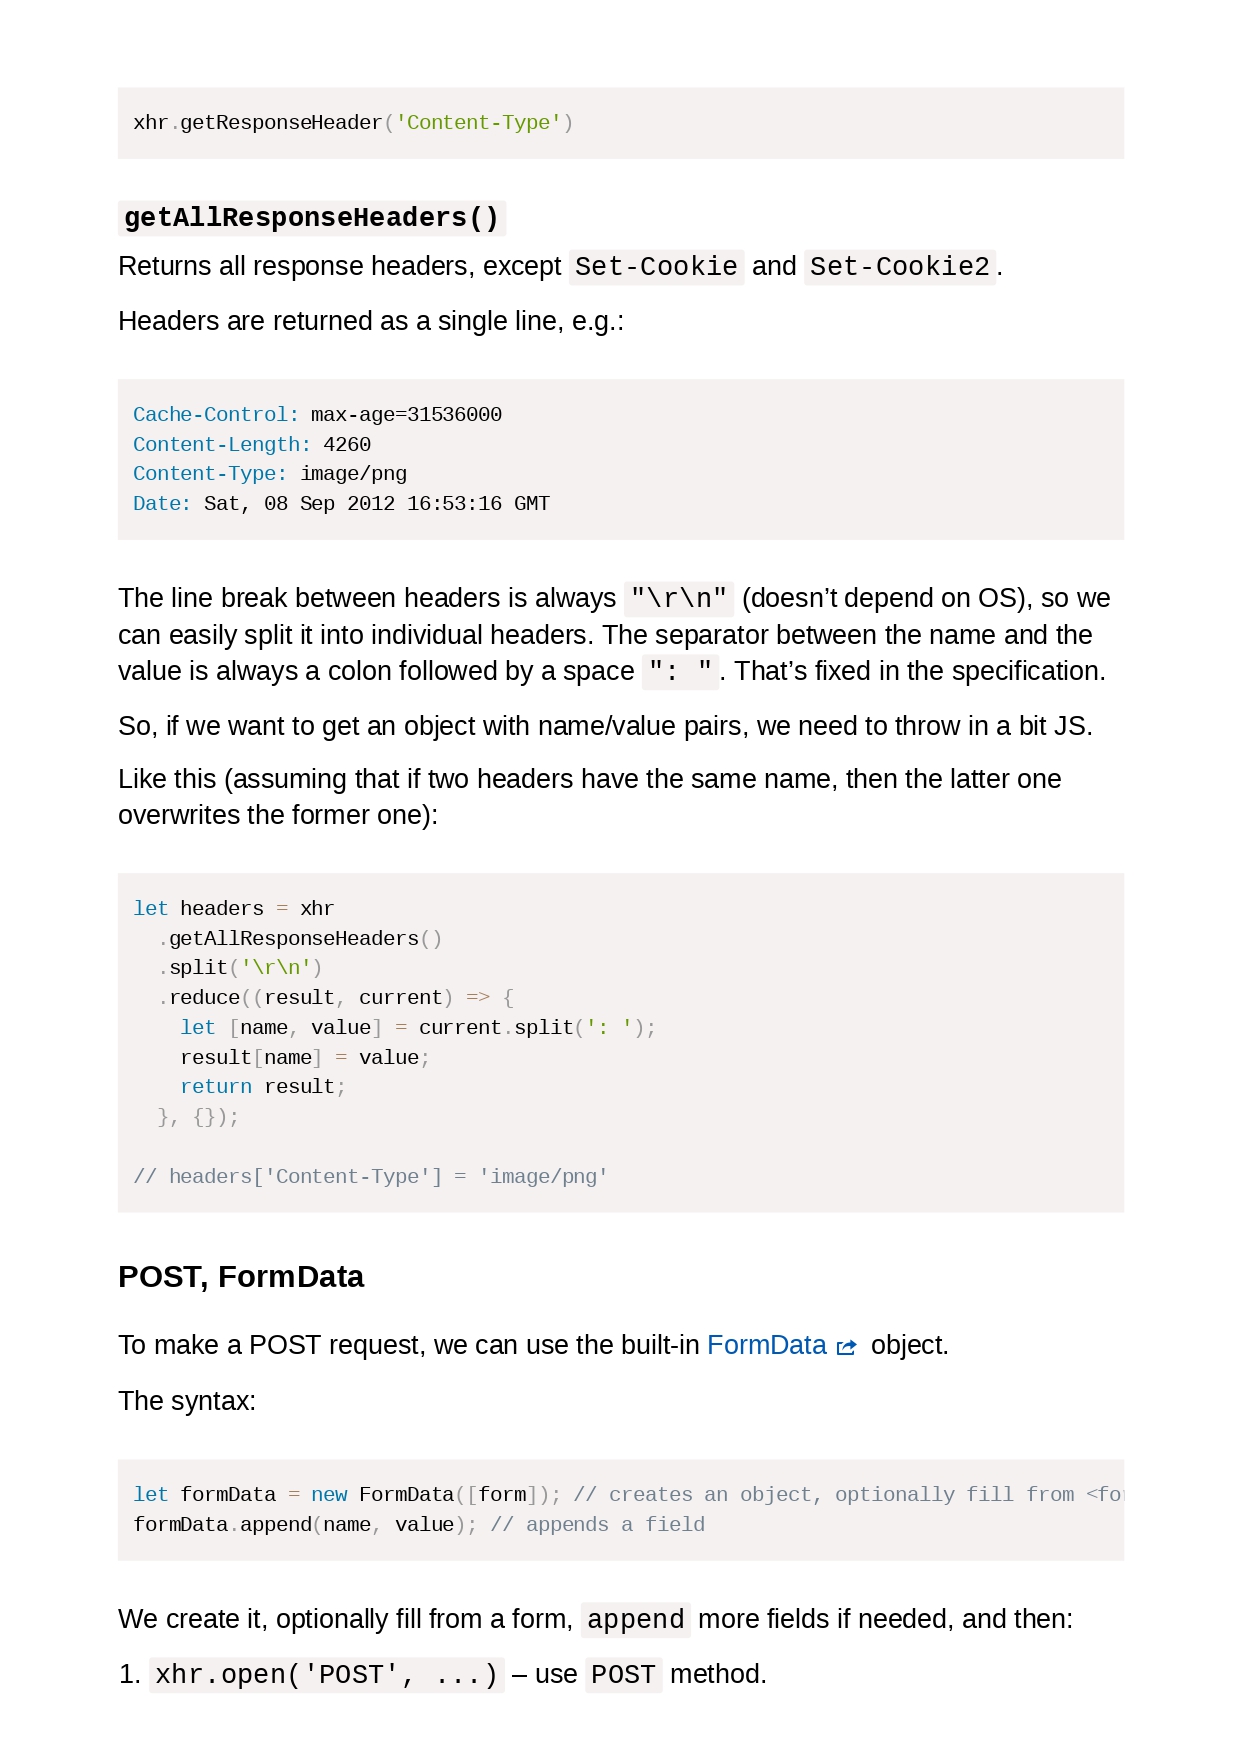 xhr.getResponseHeader('Content-Type')
getAllResponseHeaders()
Returns all response headers, except Set-Cookie and Set-Cookie2.
Headers are returned as a single line, e.g.:
Cache-Control: max-age=31536000
Content-Length: 4260
Content-Type: image/png
Date: Sat, 08 Sep 2012 16:53:16 GMT
The line break between headers is always "\r\n" (doesn’t depend on OS), so we
can easily split it into individual headers. The separator between the name and the
value is always a colon followed by a space ": ". That’s fixed in the specification.
So, if we want to get an object with name/value pairs, we need to throw in a bit JS.
Like this (assuming that if two headers have the same name, then the latter one
overwrites the former one):
let headers = xhr
  .getAllResponseHeaders()
  .split('\r\n')
  .reduce((result, current) => {
    let [name, value] = current.split(': ');
    result[name] = value;
    return result;
  }, {});
// headers['Content-Type'] = 'image/png'
POST, FormData
To make a POST request, we can use the built-in FormData object.
The syntax:
let formData = new FormData([form]); // creates an object, optionally fill from <for
formData.append(name, value); // appends a field
We create it, optionally fill from a form, append more fields if needed, and then:
1. xhr.open('POST', ...) – use POST method.